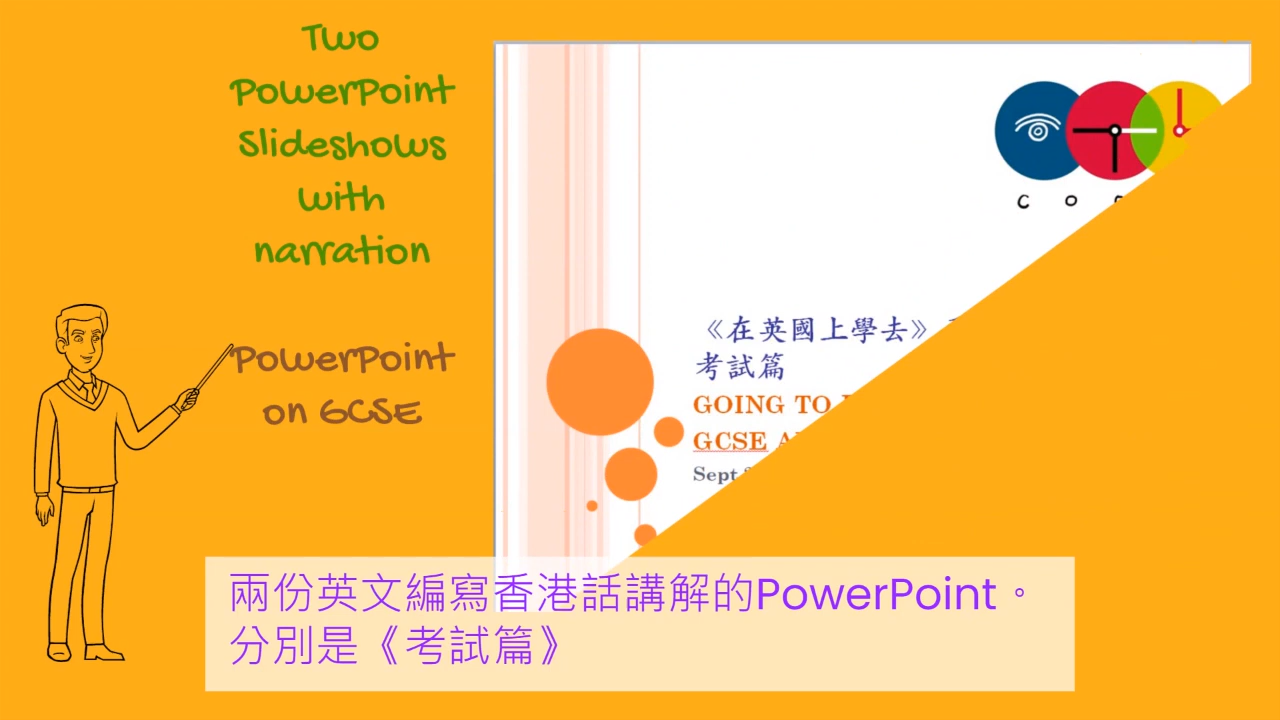 Two
PowerPoint
Slideshows
with
narration
PowerPoint
on GCSE
C O
《在英國上學去》
考試篇
GOING TO
GCSE
Sept
兩份英文編寫香港話講解的PowerPoint。
分別是《考試篇》